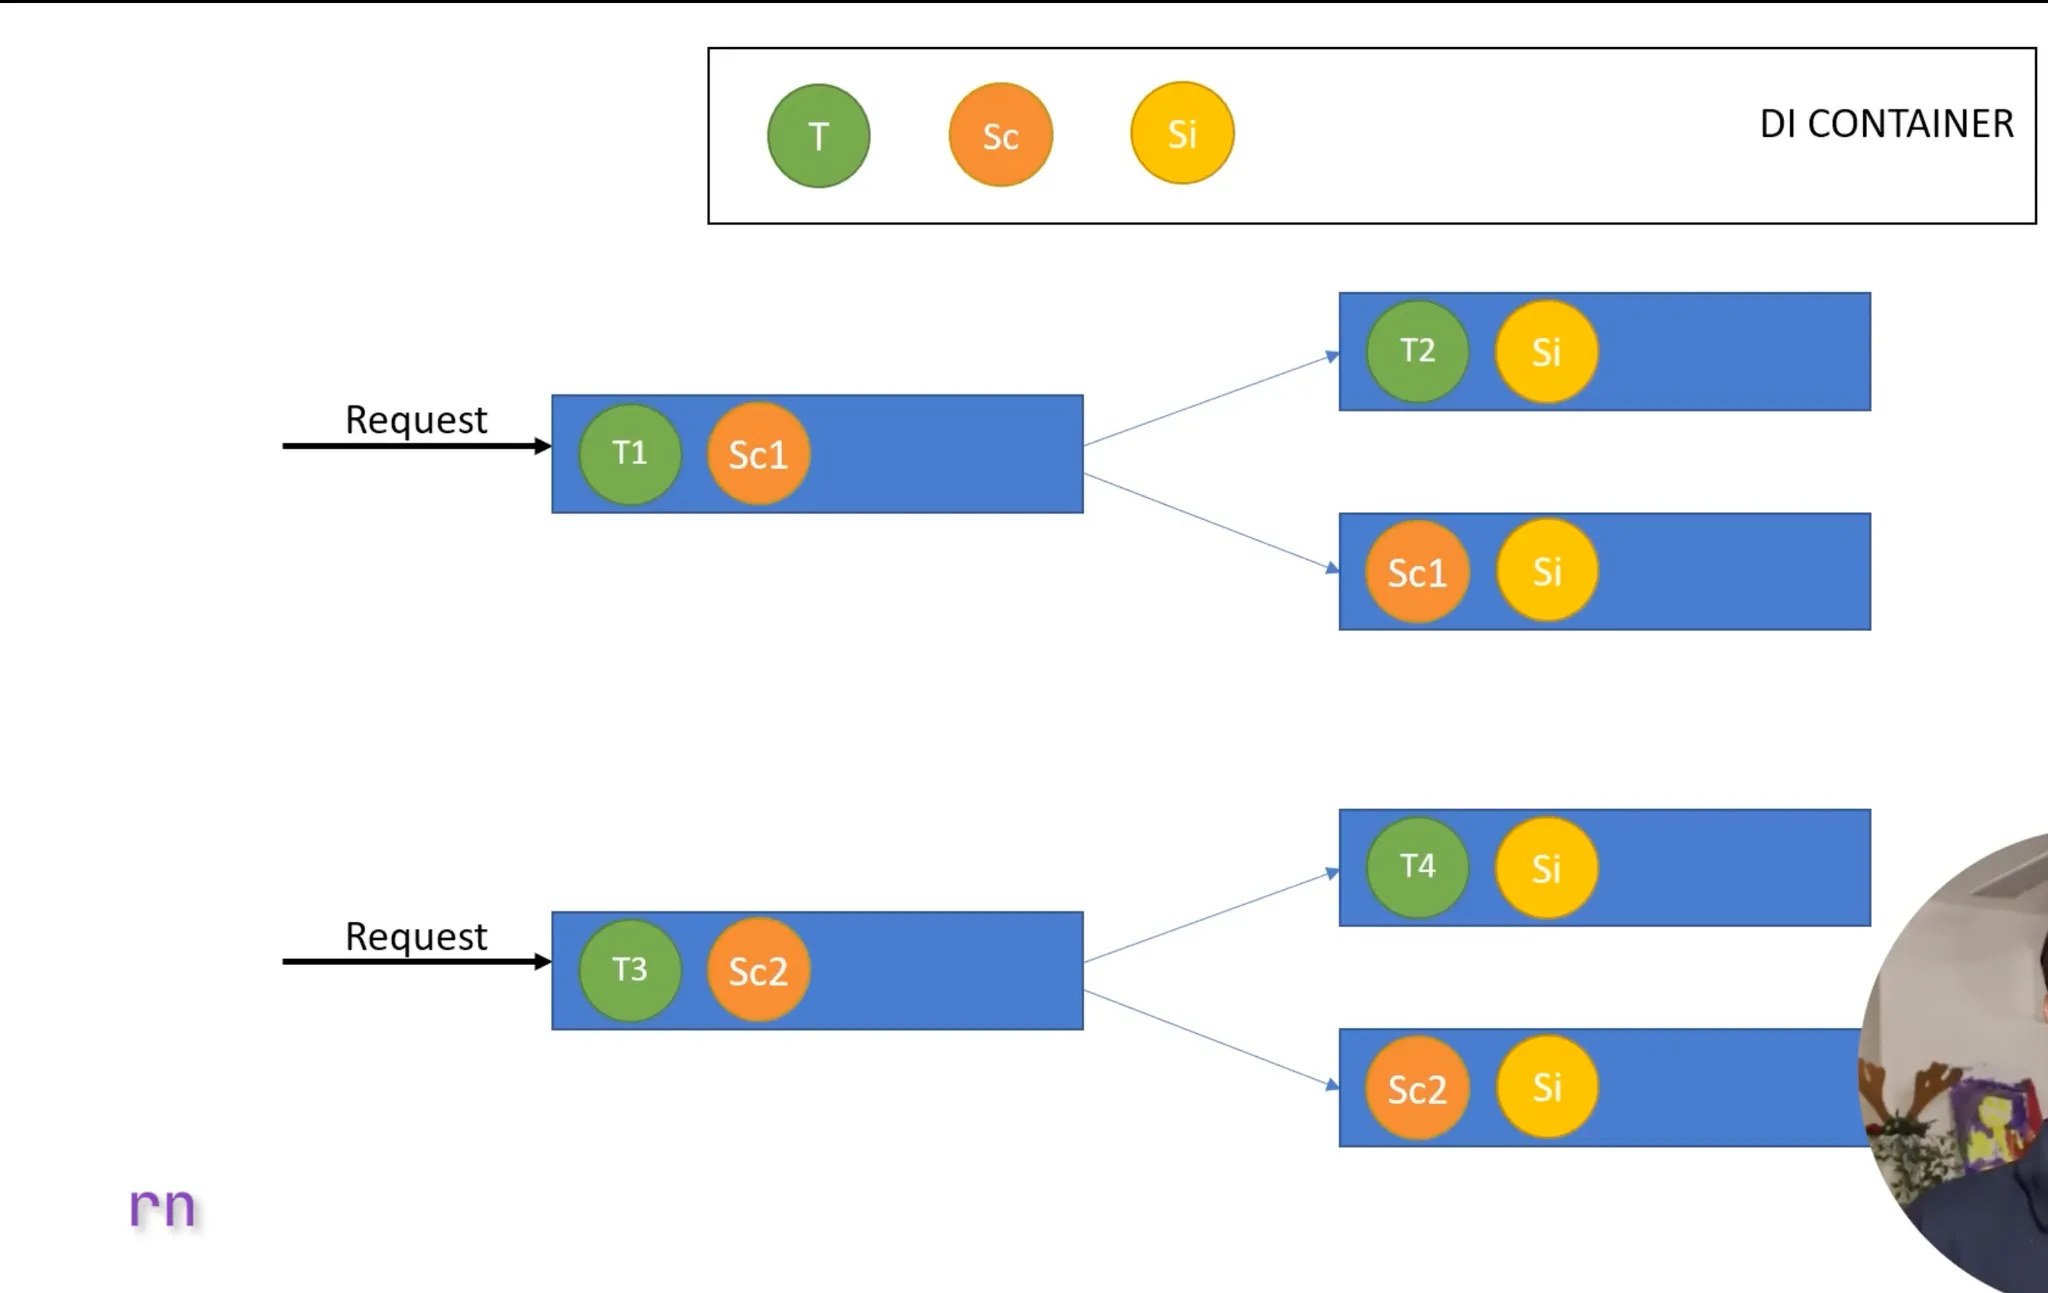 T Sc Si DI CONTAINER
T2 Si
Request
T1 Sc1
Sc1 Si
T4 Si
Request
T3 Sc2
Sc2 Si
rn